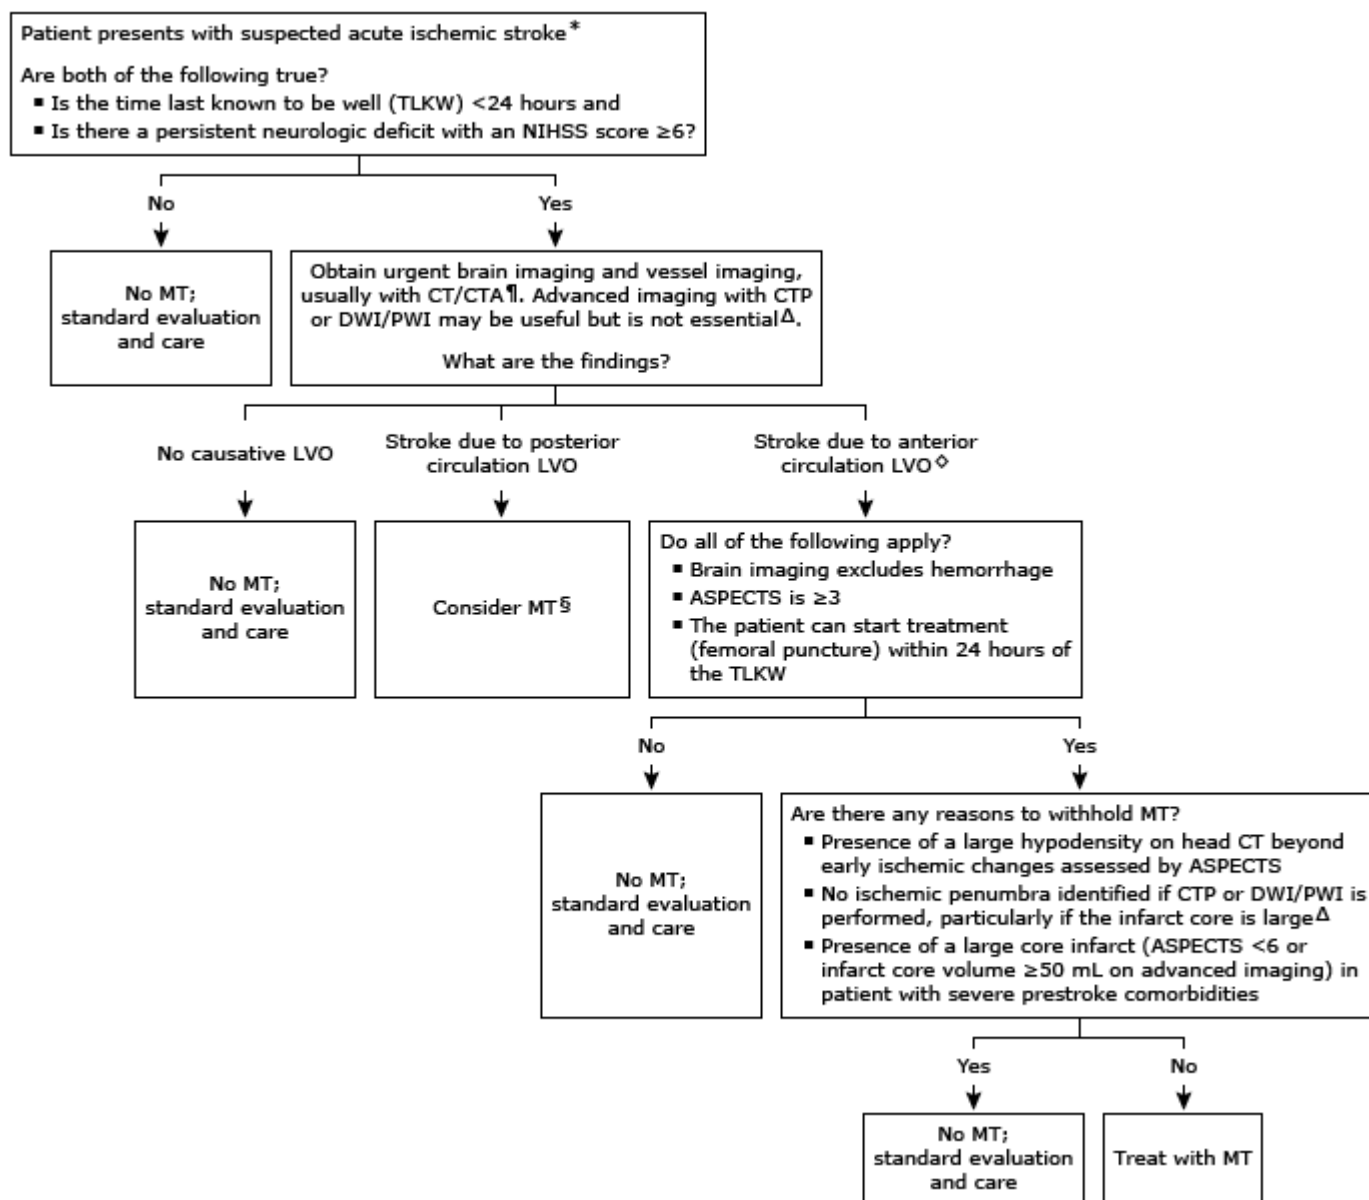 Patient presents with suspected acute ischemic stroke*
Are both of the following true?
▪ Is the time last known to be well (TLKW) <24 hours and
▪ Is there a persistent neurologic deficit with an NIHSS score ≥6?
No
Yes
No MT;
standard evaluation
and care
Obtain urgent brain imaging and vessel imaging,
usually with CT/CTA¶. Advanced imaging with CTP
or DWI/PWI may be useful but is not essentialΔ.
What are the findings?
No causative LVO
Stroke due to posterior
circulation LVO
Stroke due to anterior
circulation LVO◇
No MT;
standard evaluation
and care
Consider MT§
Do all of the following apply?
▪ Brain imaging excludes hemorrhage
▪ ASPECTS is ≥3
▪ The patient can start treatment
(femoral puncture) within 24 hours of
the TLKW
No
Yes
No MT;
standard evaluation
and care
Are there any reasons to withhold MT?
▪ Presence of a large hypodensity on head CT beyond
early ischemic changes assessed by ASPECTS
▪ No ischemic penumbra identified if CTP or DWI/PWI is
performed, particularly if the infarct core is largeΔ
▪ Presence of a large core infarct (ASPECTS <6 or
infarct core volume ≥50 mL on advanced imaging) in
patient with severe prestroke comorbidities
Yes
No
No MT;
standard evaluation
and care
Treat with MT